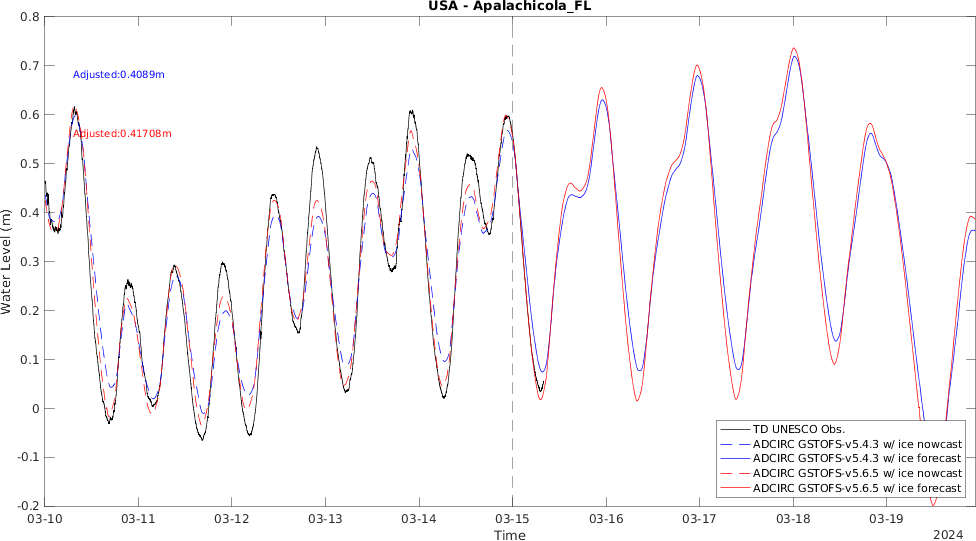 USA - Apalachicola_FL
0.8
0.7
0.6
0.5
0.4
0.3
0.2
0.1
0
-0.1
-0.2
Water Level (m)
Adjusted:0.4089m
Adjusted:0.41708m
TD UNESCO Obs.
ADCIRC GSTOFS-v5.4.3 w/ ice nowcast
ADCIRC GSTOFS-v5.4.3 w/ ice forecast
ADCIRC GSTOFS-v5.6.5 w/ ice nowcast
ADCIRC GSTOFS-v5.6.5 w/ ice forecast
03-10 03-11 03-12 03-13 03-14 03-15 03-16 03-17 03-18 03-19
Time
2024